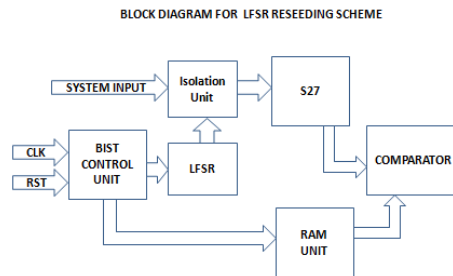 BLOCK DIAGRAM FOR LFSR RESEEDING SCHEME
SYSTEM INPUT
Isolation
Unit
S27
CLK
RST
BIST
CONTROL
UNIT
LFSR
COMPARATOR
RAM
UNIT